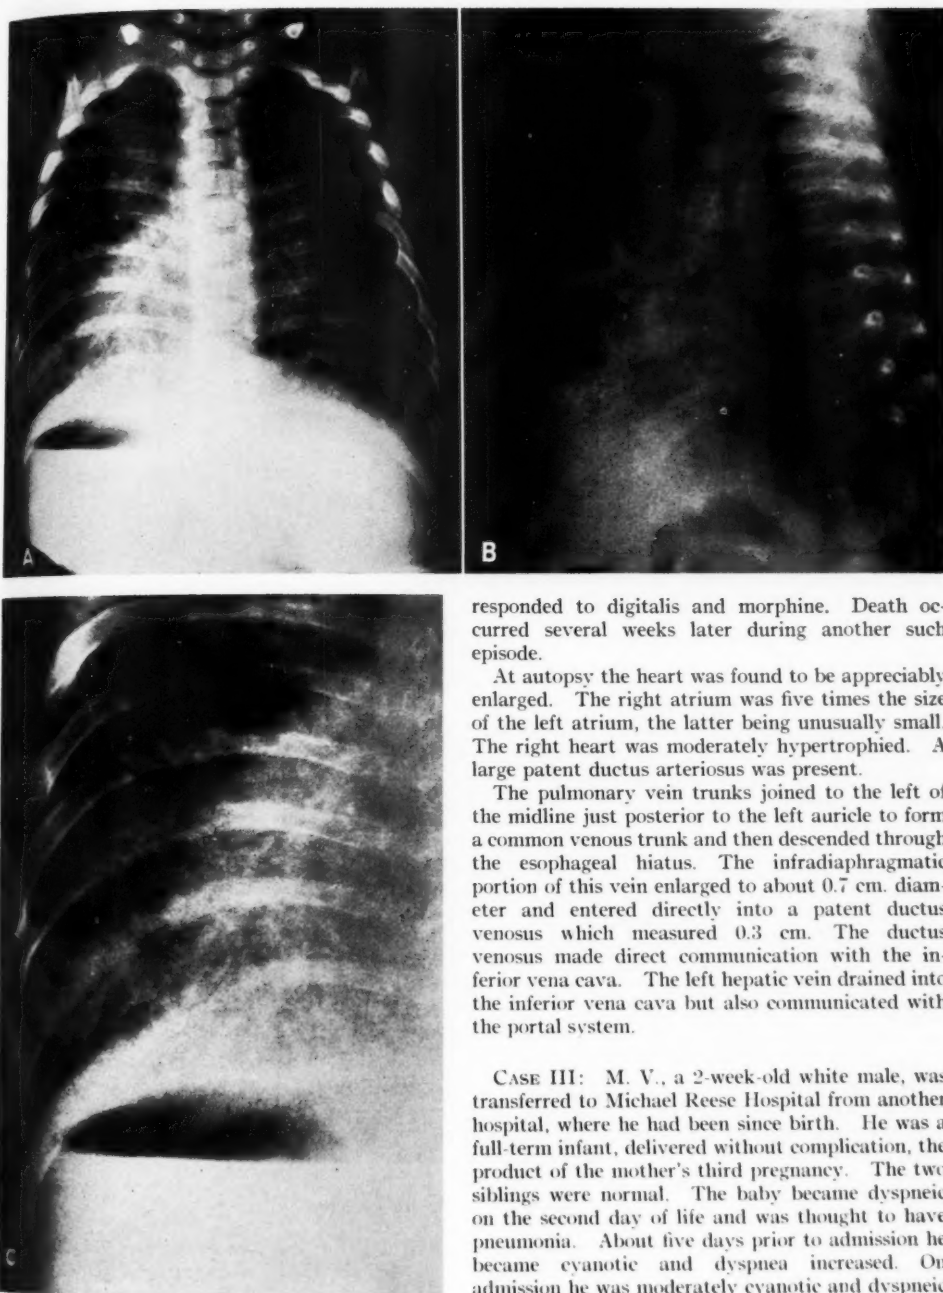 A
B
C
responded to digitalis and morphine. Death oc-
curred several weeks later during another such
episode.
At autopsy the heart was found to be appreciably
enlarged. The right atrium was five times the size
of the left atrium, the latter being unusually small.
The right heart was moderately hypertrophied. A
large patent ductus arteriosus was present.
The pulmonary vein trunks joined to the left of
the midline just posterior to the left auricle to form
a common venous trunk and then descended through
the esophageal hiatus. The infradiaphragmatic
portion of this vein enlarged to about 0.7 cm. diam-
eter and entered directly into a patent ductus
venosus which measured 0.3 cm. The ductus
venosus made direct communication with the in-
ferior vena cava. The left hepatic vein drained into
the inferior vena cava but also communicated with
the portal system.
CASE III: M. V., a 2-week-old white male, was
transferred to Michael Reese Hospital from another
hospital, where he had been since birth. He was a
full-term infant, delivered without complication, the
product of the mother's third pregnancy. The two
siblings were normal. The baby became dyspneic
on the second day of life and was thought to have
pneumonia. About five days prior to admission he
became cyanotic and dyspnea increased. On
admission he was moderately cyanotic and dyspneic